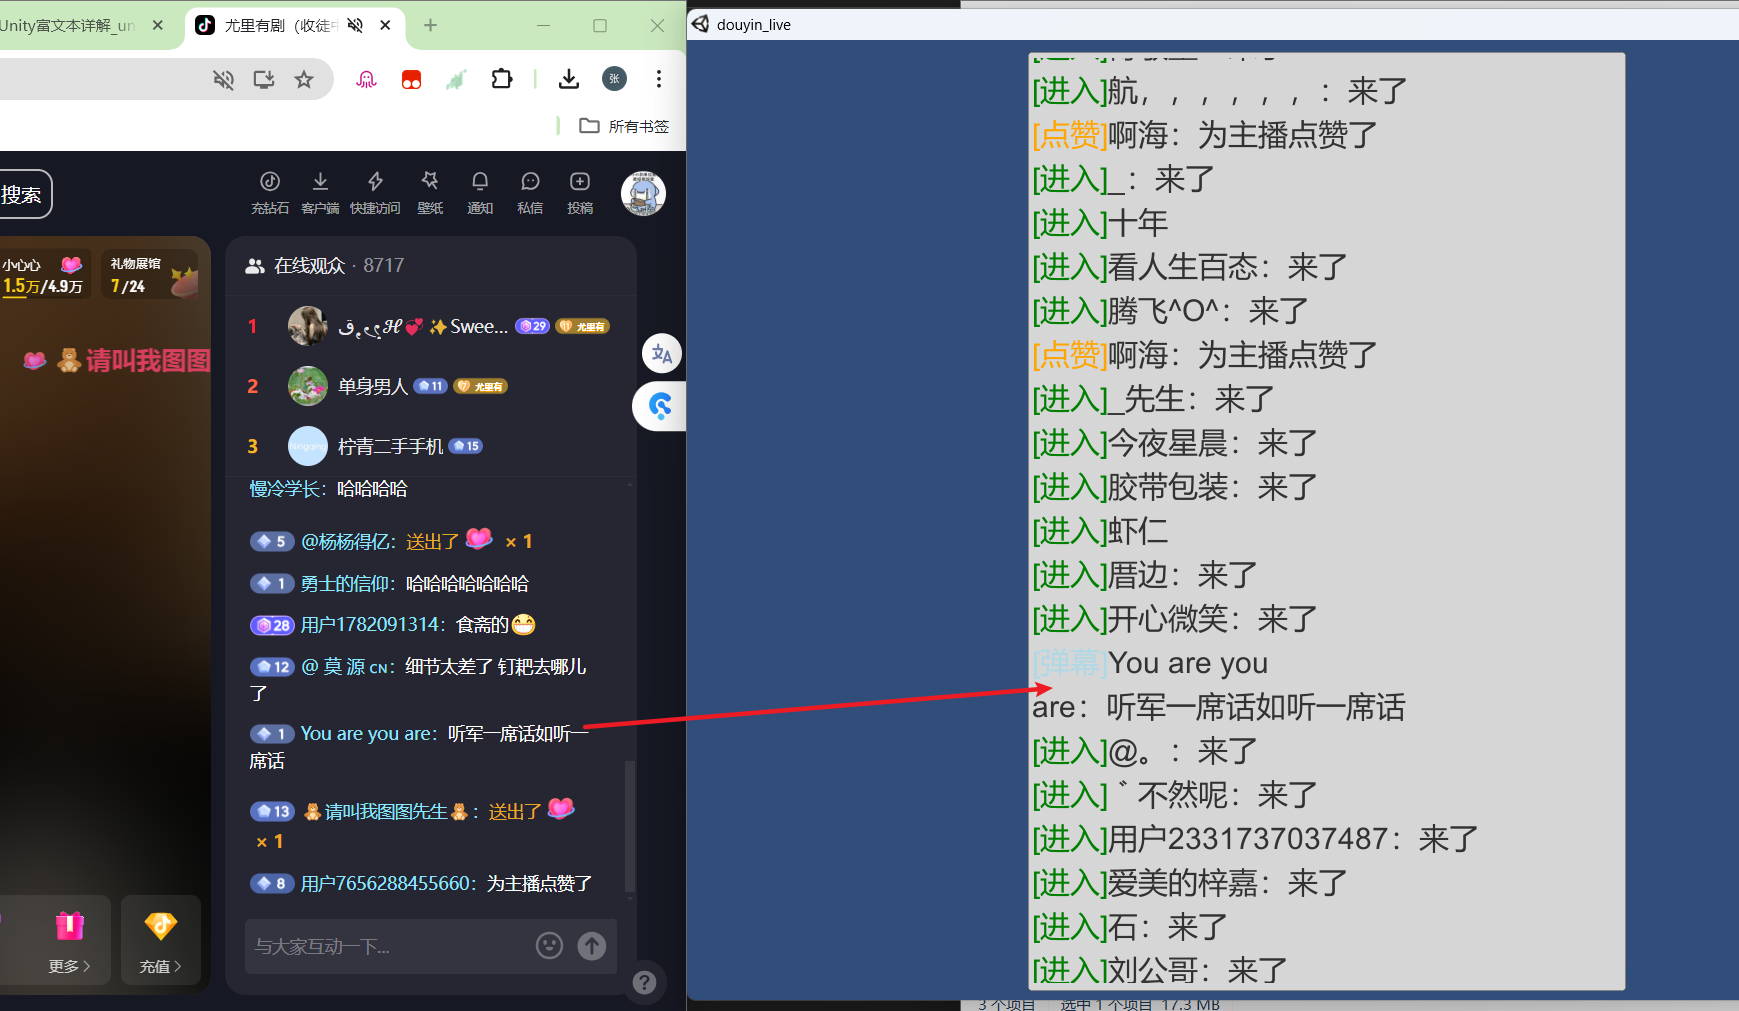 Unity富文本详解_un
尤里有剧（收徒中
douyin_live
张
所有书签
搜索
充钻石 客户端 快捷访问 壁纸 通知 私信 投稿
小心心
1.5万/4.9万
礼物展馆
7/24
请叫我图图
在线观众 · 8717
1 Swee... 29 尤里有
2 单身男人 11 尤里有
3 柠青二手手机 15
慢冷学长：哈哈哈哈
5 @杨杨得亿：送出了 × 1
1 勇士的信仰：哈哈哈哈哈哈哈
28 用户1782091314：食斋的😁
12 @ 莫 源 ᴄɴ：细节太差了 钉耙去哪儿
了
1 You are you are：听军一席话如听一
席话
13 🧸请叫我图图先生🧸：送出了
× 1
8 用户7656288455660：为主播点赞了
与大家互动一下...
更多
充值
[进入]航，，，，，，：来了
[点赞]啊海：为主播点赞了
[进入]_：来了
[进入]十年
[进入]看人生百态：来了
[进入]腾飞^O^：来了
[点赞]啊海：为主播点赞了
[进入]_先生：来了
[进入]今夜星晨：来了
[进入]胶带包装：来了
[进入]虾仁
[进入]厝边：来了
[进入]开心微笑：来了
[弹幕]You are you
are：听军一席话如听一席话
[进入]@。：来了
[进入]゛不然呢：来了
[进入]用户2331737037487：来了
[进入]爱美的梓嘉：来了
[进入]石：来了
[进入]刘公哥：来了
3 个项目 选中 1 个项目 17.3 MB